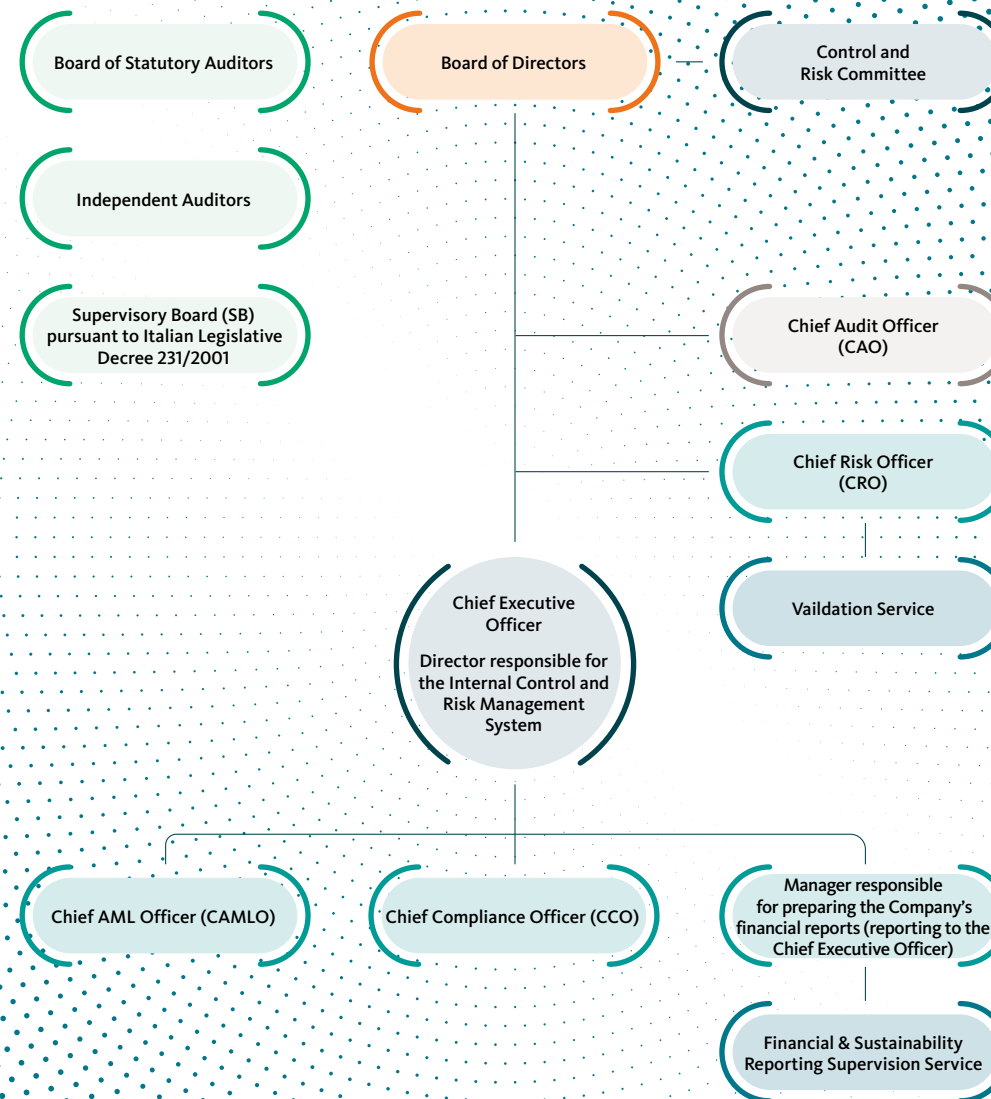 Board of Statutory Auditors
Board of Directors
Control and
Risk Committee
Independent Auditors
Supervisory Board (SB)
pursuant to Italian Legislative
Decree 231/2001
Chief Audit Officer
(CAO)
Chief Risk Officer
(CRO)
Vaildation Service
Chief Executive
Officer
Director responsible for
the Internal Control and
Risk Management
System
Chief AML Officer (CAMLO)
Chief Compliance Officer (CCO)
Manager responsible
for preparing the Company's
financial reports (reporting to the
Chief Executive Officer)
Financial & Sustainability
Reporting Supervision Service